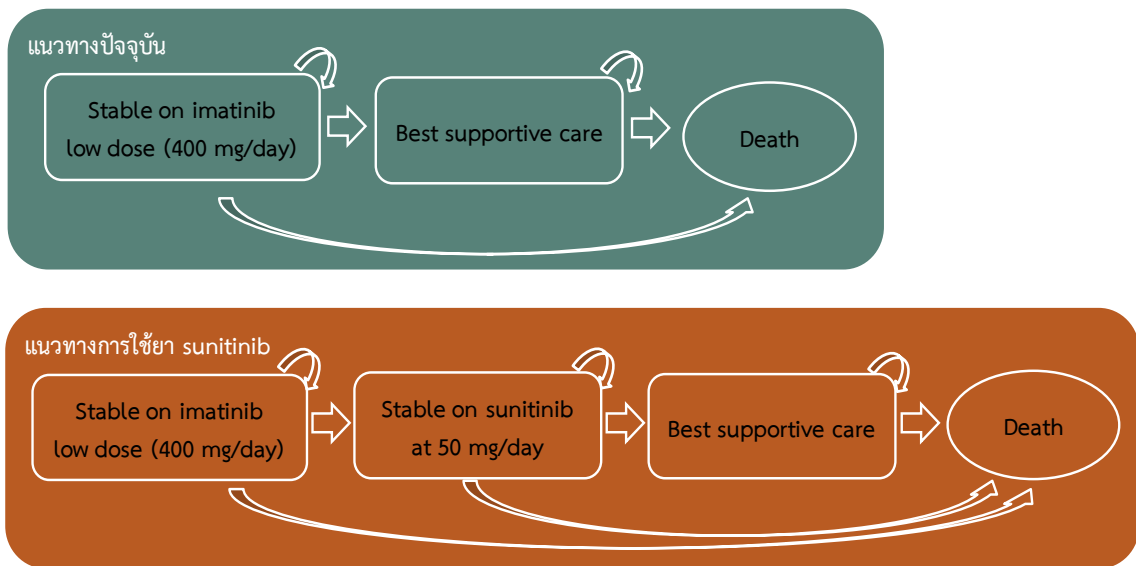 แนวทางปัจจุบัน
Stable on imatinib
low dose (400 mg/day)
Best supportive care
Death
แนวทางการใช้ยา sunitinib
Stable on imatinib
low dose (400 mg/day)
Stable on sunitinib
at 50 mg/day
Best supportive care
Death